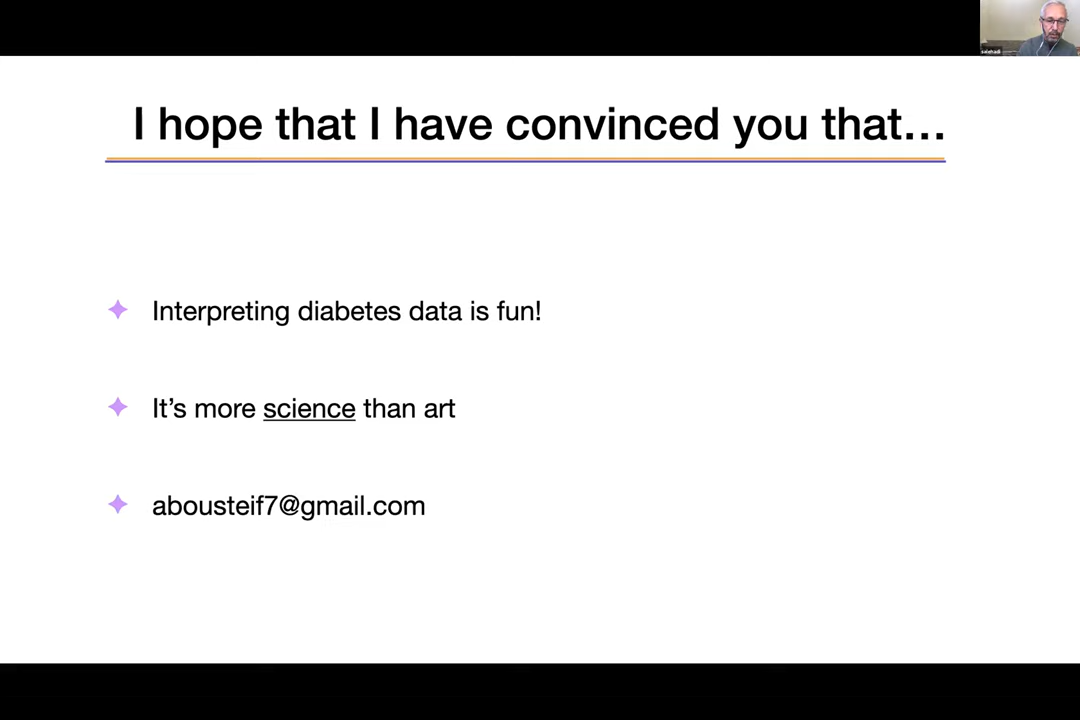 I hope that I have convinced you that…
Interpreting diabetes data is fun!
It’s more science than art
abousteif7@gmail.com